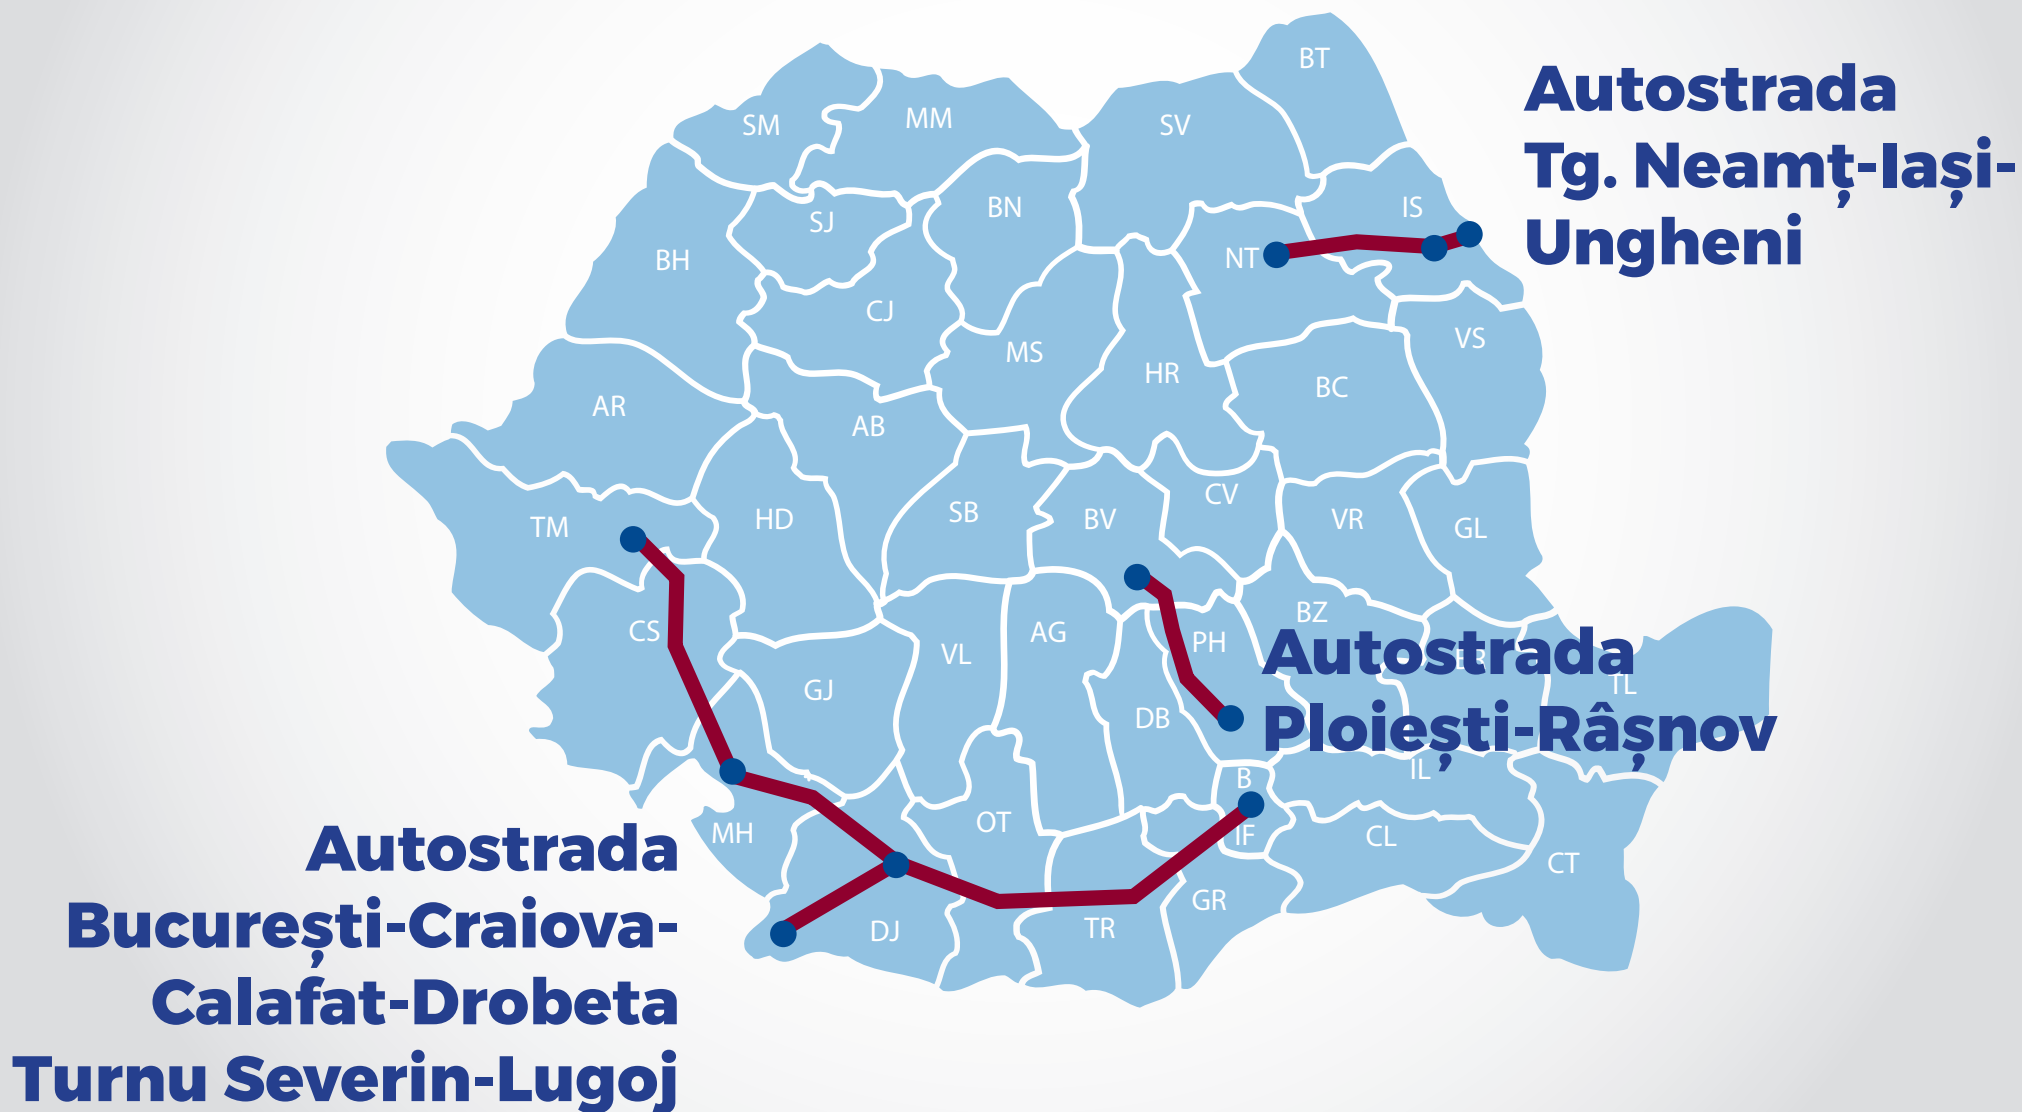 BT
Autostrada
Tg. Neamț-Iași-
Ungheni
SM
MM
SV
SJ
BN
IS
BH
NT
CJ
MS
HR
VS
AR
AB
BC
TM
HD
SB
BV
CV
VR
GL
CS
VL
AG
PH
BZ
BR
TL
Autostrada
Ploiești-Râșnov
GJ
DB
B
IL
MH
OT
IF
CL
CT
DJ
TR
GR
Autostrada
București-Craiova-
Calafat-Drobeta
Turnu Severin-Lugoj